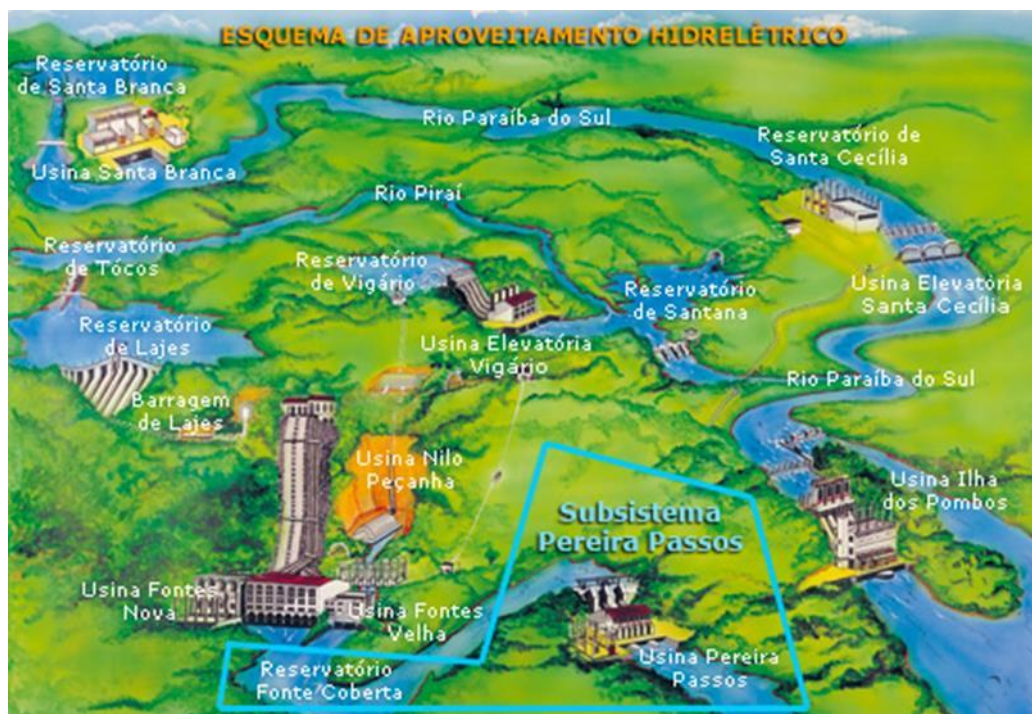 ESQUEMA DE APROVEITAMENTO HIDRELÉTRICO
Reservatório
de Santa Branca
Usina Santa Branca
Rio Paraíba do Sul
Reservatório de
Santa Cecília
Rio Piraí
Reservatório
de Tócos
Reservatório
de Vigário
Reservatório
de Santana
Usina Elevatória
Santa Cecília
Reservatório
de Lajes
Usina Elevatória
Vigário
Rio Paraíba do Sul
Barragem
de Lajes
Usina Nilo
Peçanha
Usina Ilha
dos Pombos
Subsistema
Pereira Passos
Usina Fontes
Nova
Usina Fontes
Velha
Reservatório
Fonte/Coberta
Usina Pereira
Passos